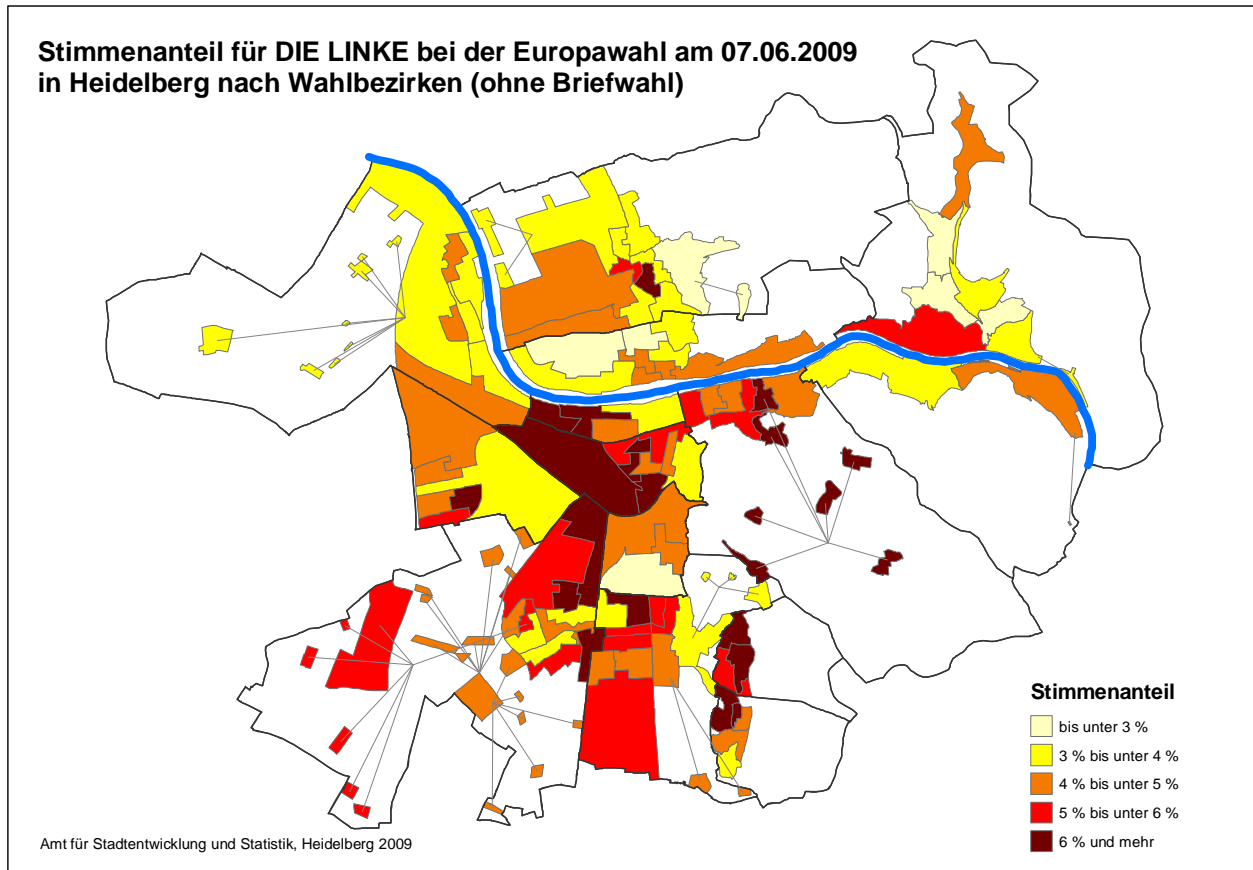 Stimmenanteil für DIE LINKE bei der Europawahl am 07.06.2009
in Heidelberg nach Wahlbezirken (ohne Briefwahl)
Stimmenanteil
bis unter 3 %
3 % bis unter 4 %
4 % bis unter 5 %
5 % bis unter 6 %
6 % und mehr
Amt für Stadtentwicklung und Statistik, Heidelberg 2009